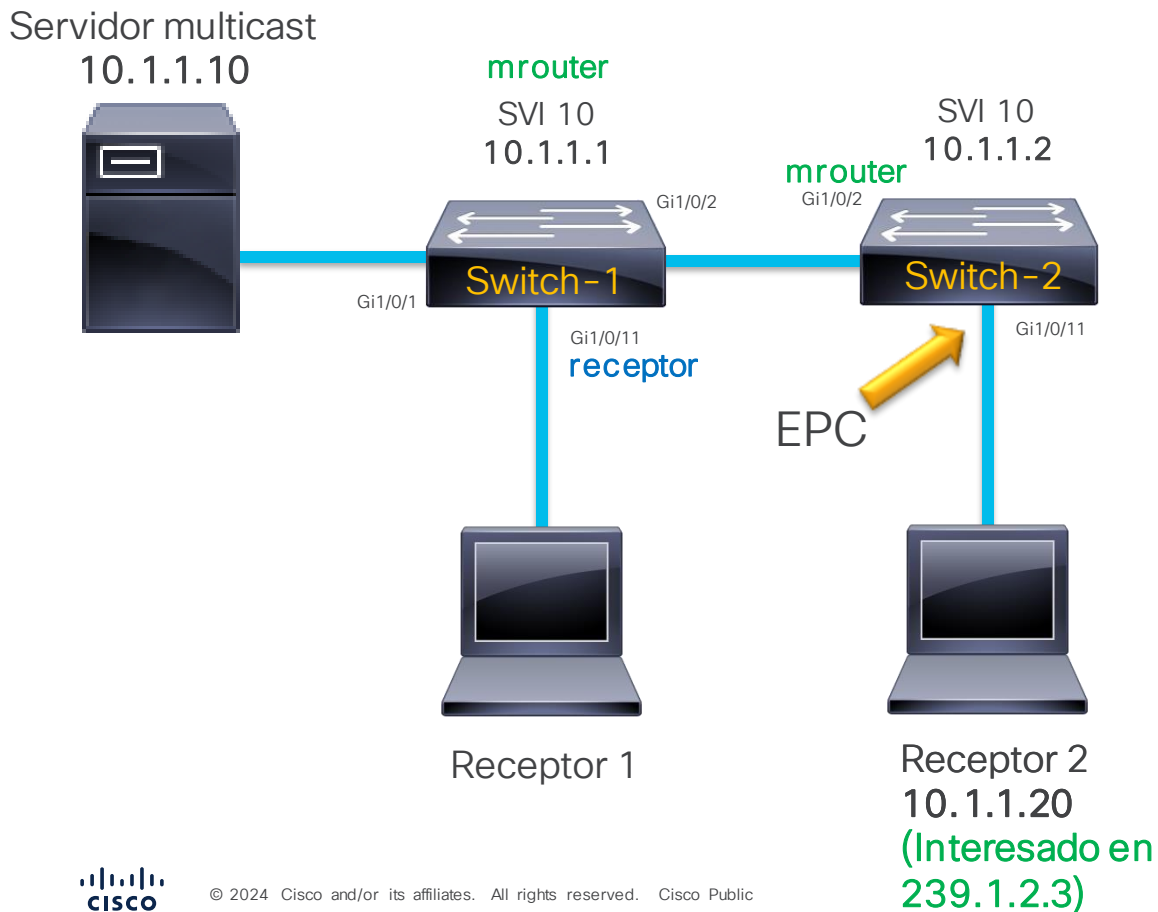 Servidor multicast
10.1.1.10
mrouter
SVI 10
10.1.1.1
SVI 10
10.1.1.2
mrouter
Gi1/0/2
Gi1/0/2
Switch-1
Switch-2
Gi1/0/1
Gi1/0/11
receptor
Gi1/0/11
EPC
Receptor 1
Receptor 2
10.1.1.20
(Interesado en
239.1.2.3)
CISCO
© 2024 Cisco and/or its affiliates. All rights reserved. Cisco Public